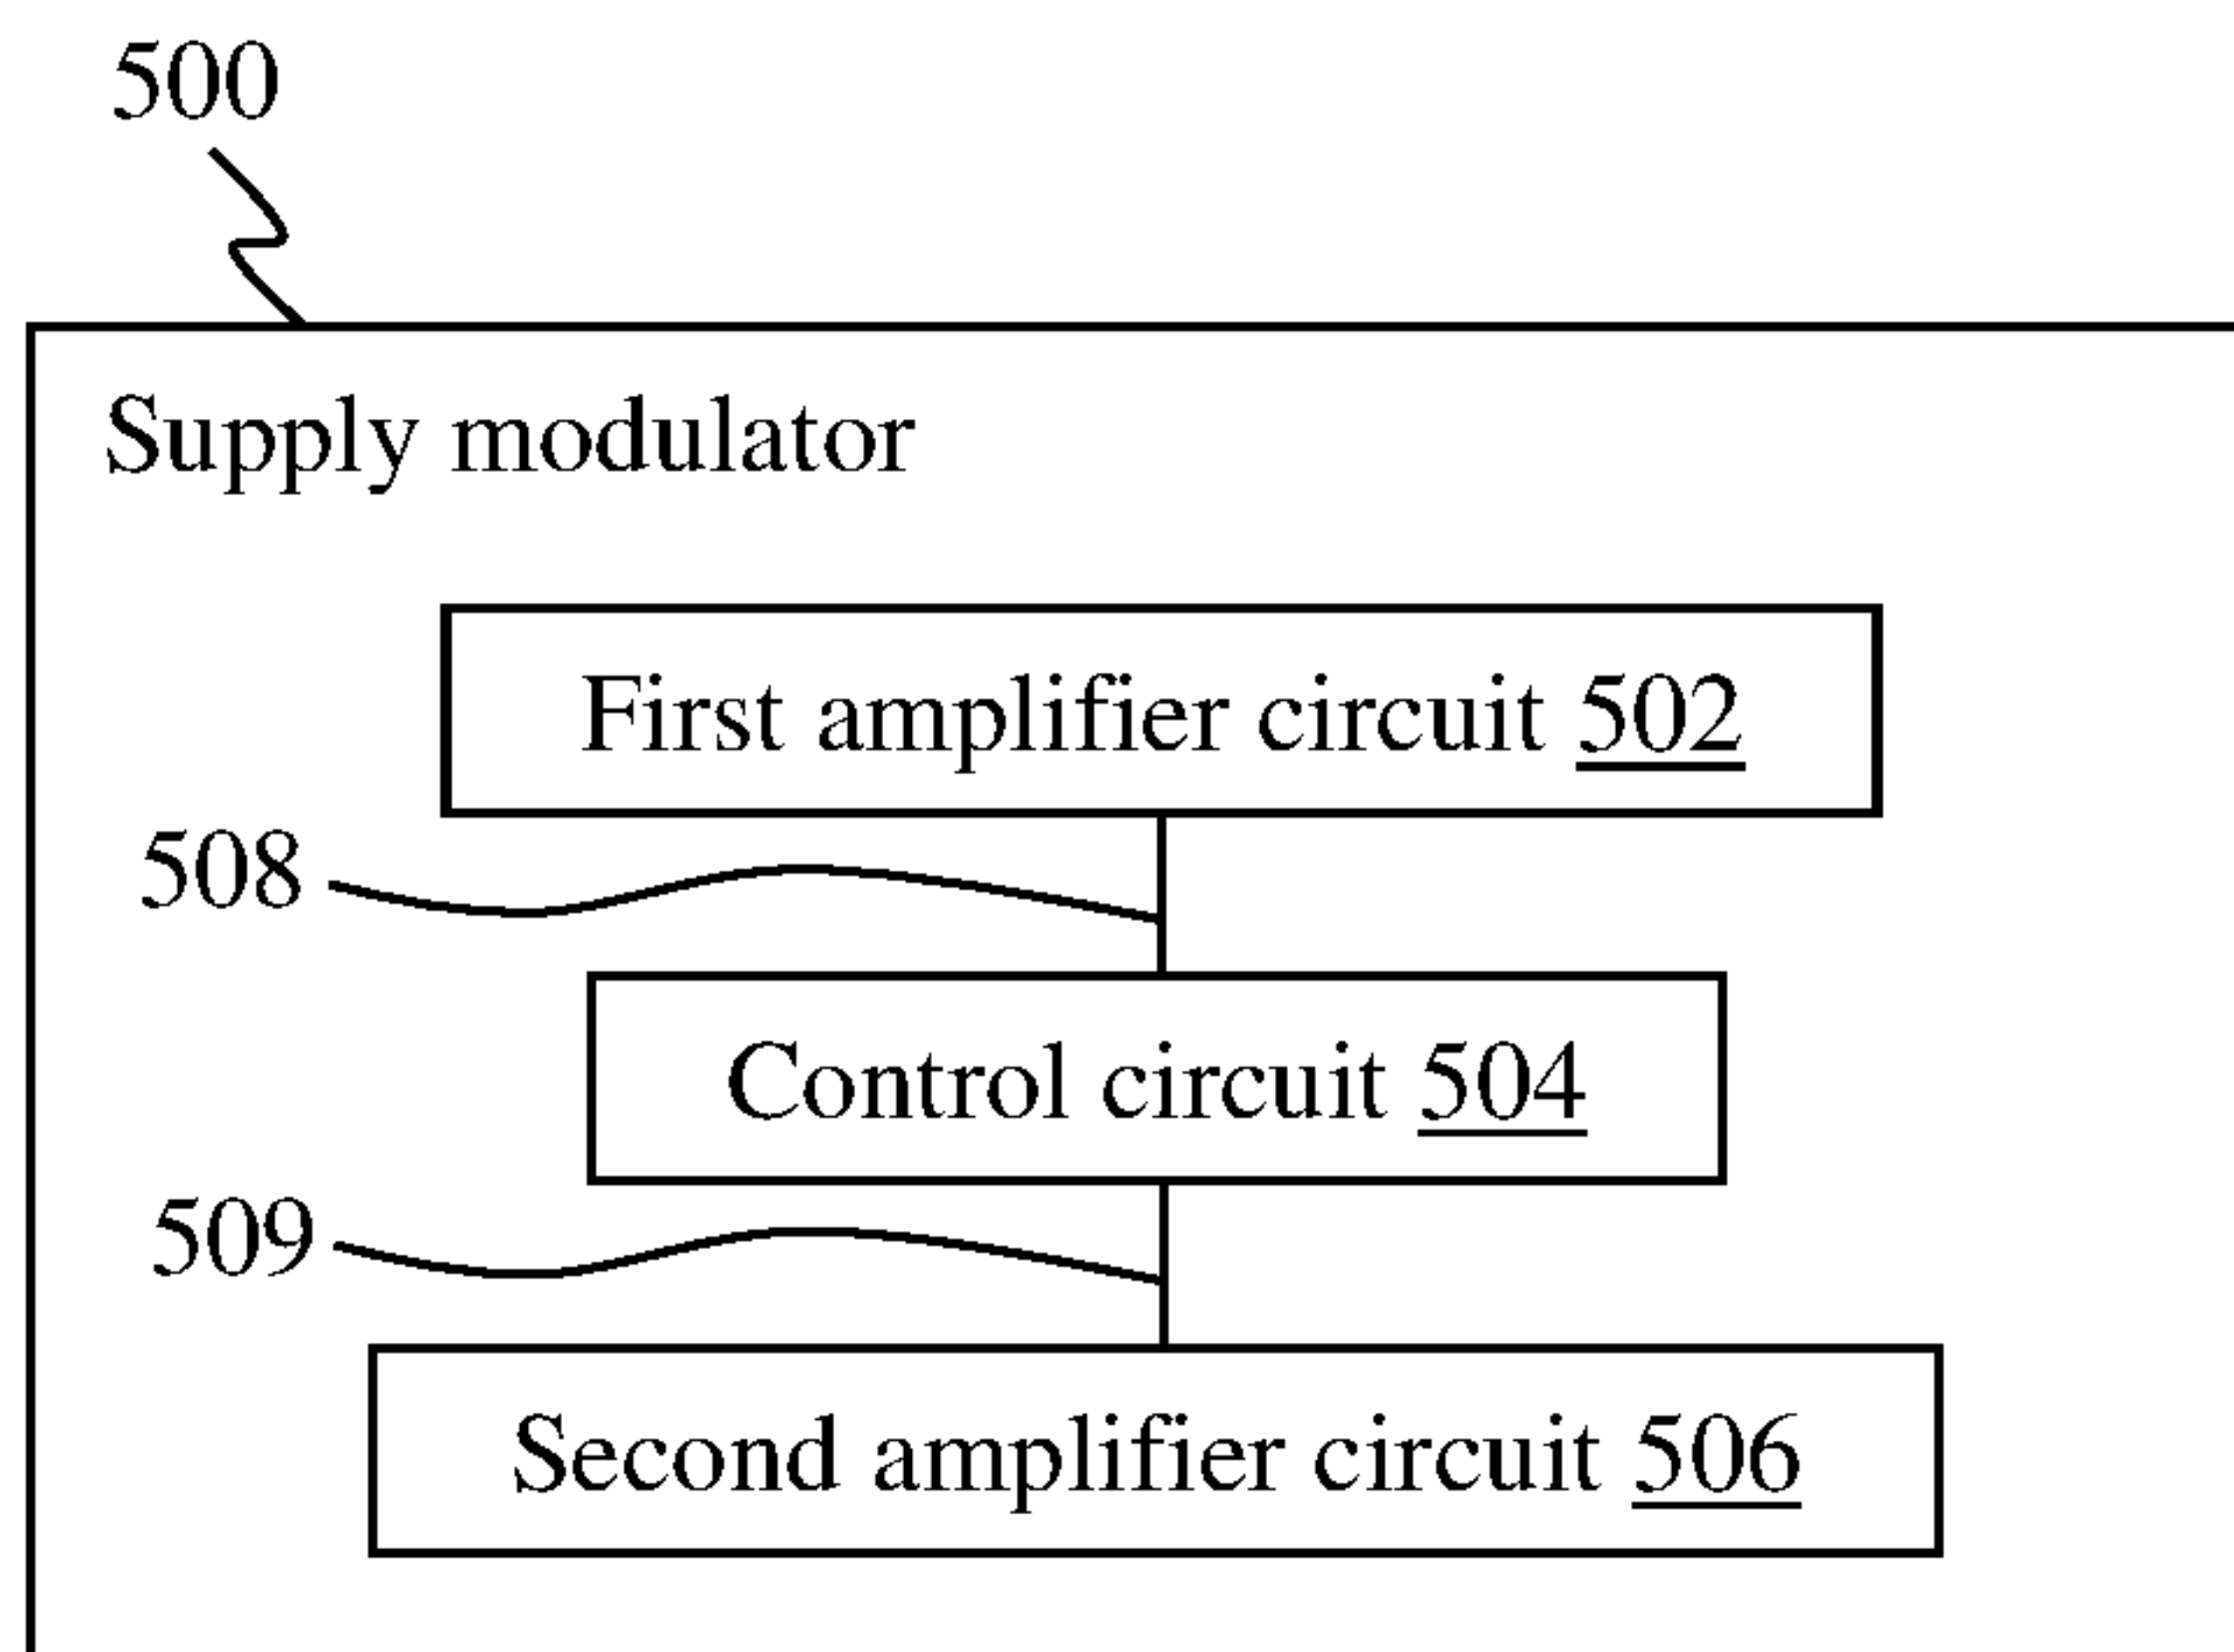 500
Supply modulator
First amplifier circuit 502
508
Control circuit 504
509
Second amplifier circuit 506